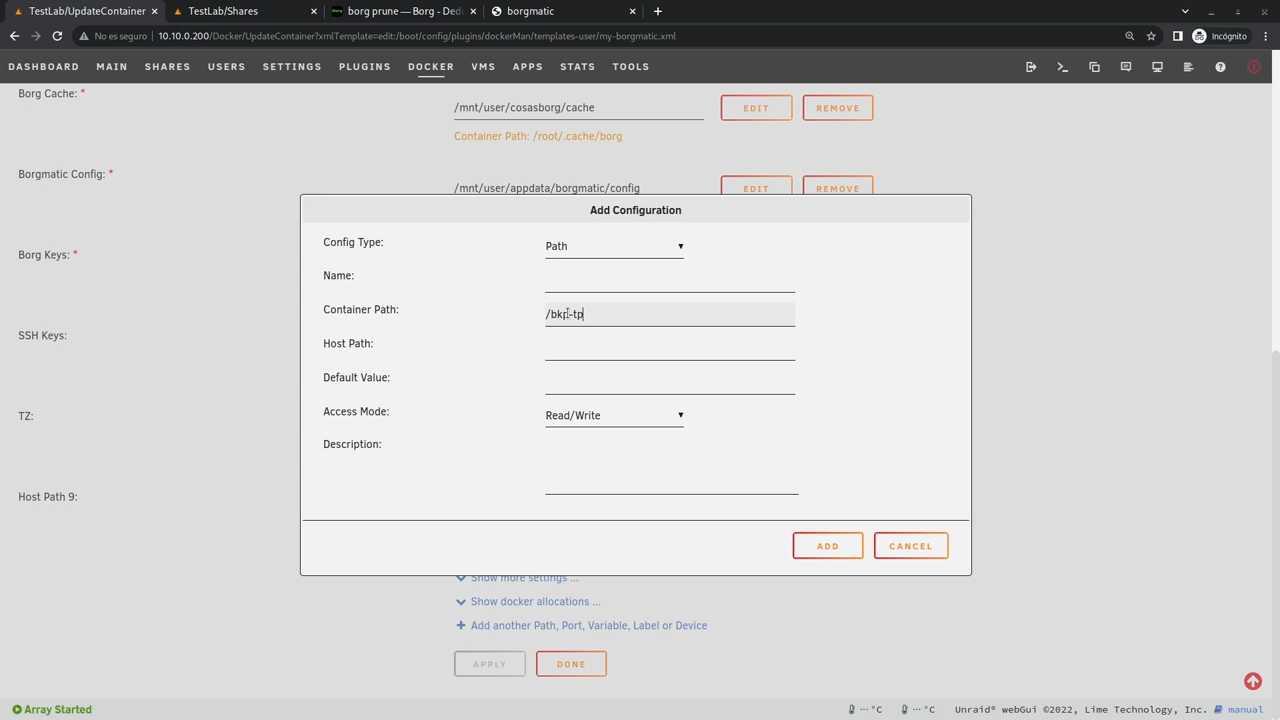 TestLab/UpdateContainer
TestLab/Shares
borg prune — Borg - Ded
borgmatic
No es seguro
10.10.0.200/Docker/UpdateContainer?xmlTemplate=edit:/boot/config/plugins/dockerMan/templates-user/my-borgmatic.xml
Incógnito
DASHBOARD MAIN SHARES USERS SETTINGS PLUGINS DOCKER VMS APPS STATS TOOLS
Borg Cache: *
/mnt/user/cosasborg/cache
EDIT REMOVE
Container Path: /root/.cache/borg
Borgmatic Config: *
/mnt/user/appdata/borgmatic/config
EDIT REMOVE
Add Configuration
Config Type:
Path
Borg Keys: *
Name:
Container Path:
/bkp-tp
SSH Keys:
Host Path:
Default Value:
TZ:
Access Mode:
Read/Write
Description:
Host Path 9:
ADD CANCEL
Show more settings ...
Show docker allocations ...
Add another Path, Port, Variable, Label or Device
APPLY DONE
Array Started
... °C ... °C Unraid® webGui ©2022, Lime Technology, Inc. manual